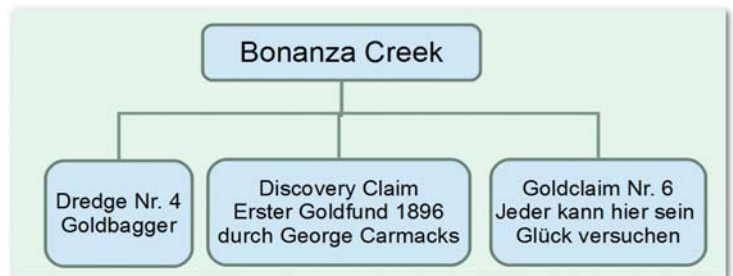 Bonanza Creek
Dredge Nr. 4
Goldbagger
Discovery Claim
Erster Goldfund 1896
durch George Carmacks
Goldclaim Nr. 6
Jeder kann hier sein
Glück versuchen